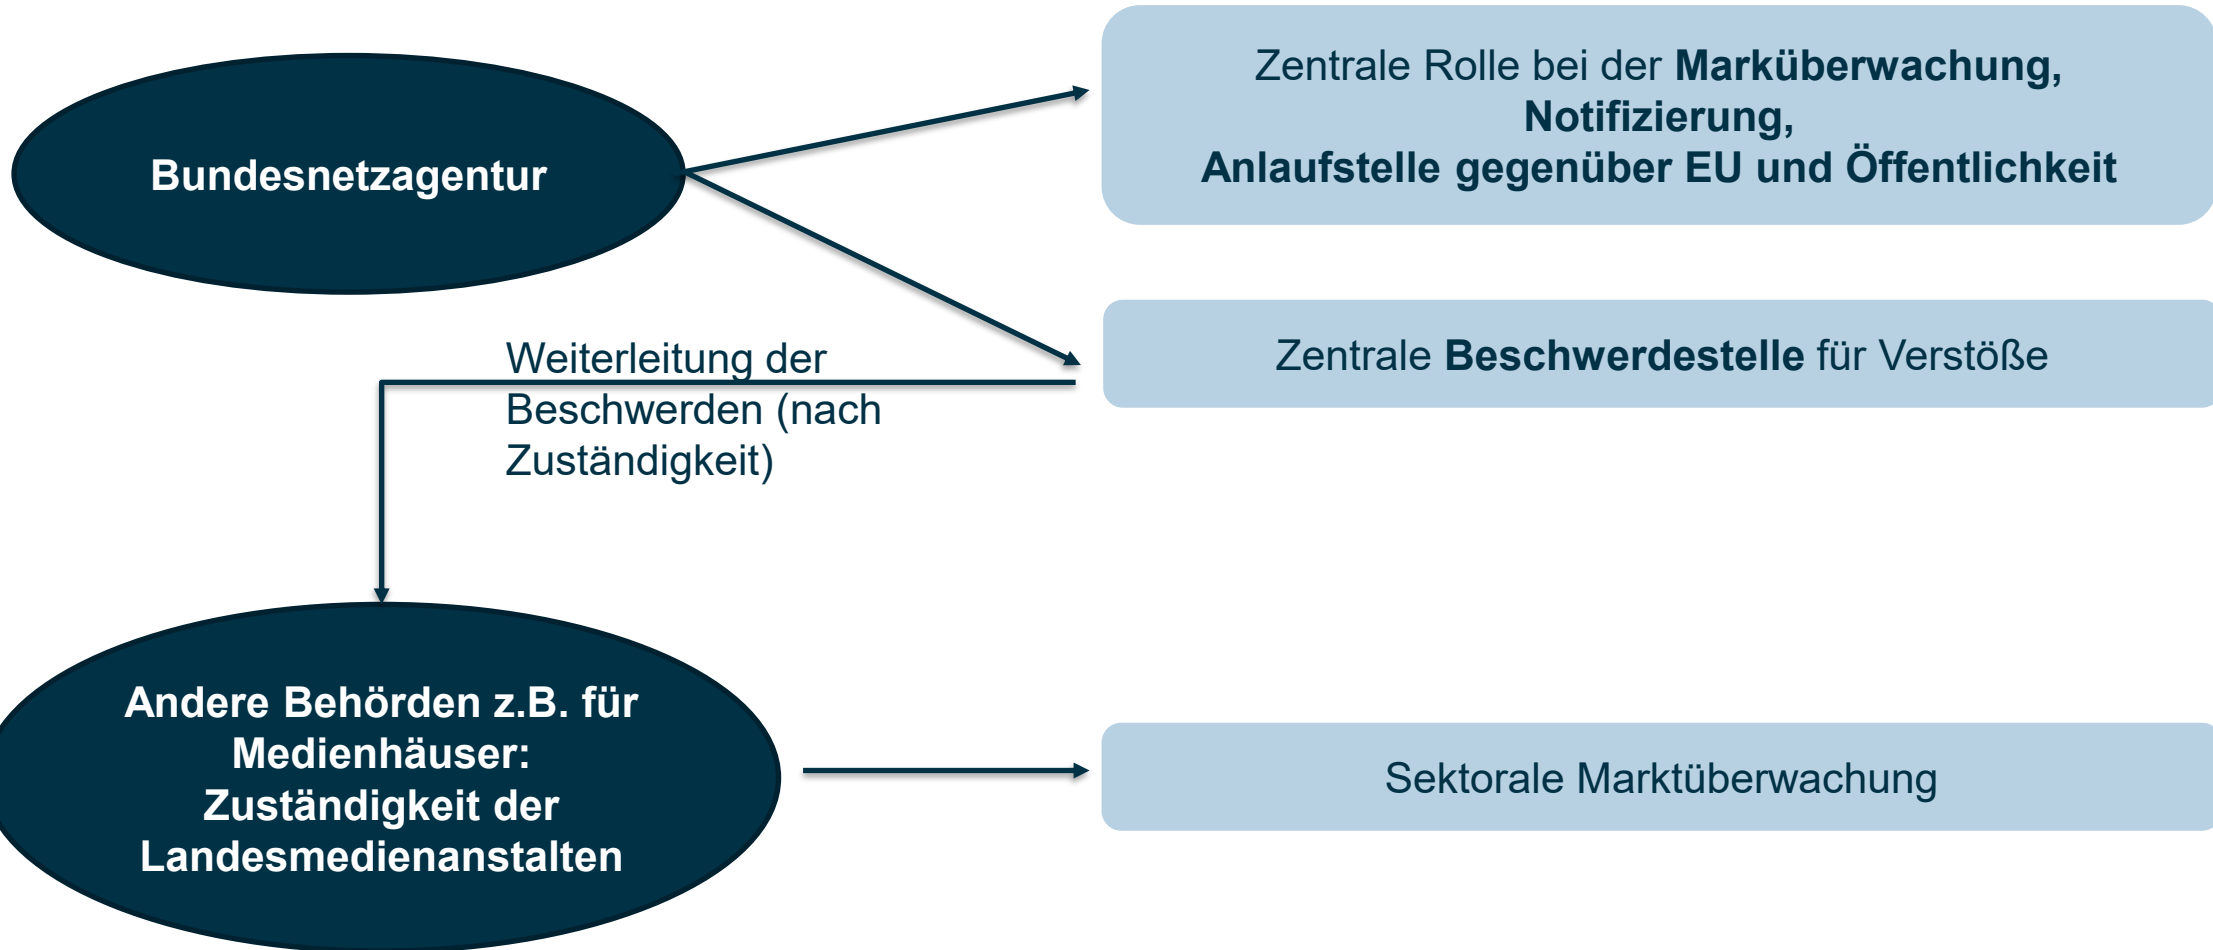 Bundesnetzagentur
Zentrale Rolle bei der Marküberwachung,
Notifizierung,
Anlaufstelle gegenüber EU und Öffentlichkeit
Zentrale Beschwerdestelle für Verstöße
Weiterleitung der
Beschwerden (nach
Zuständigkeit)
Andere Behörden z.B. für
Medienhäuser:
Zuständigkeit der
Landesmedienanstalten
Sektorale Marktüberwachung